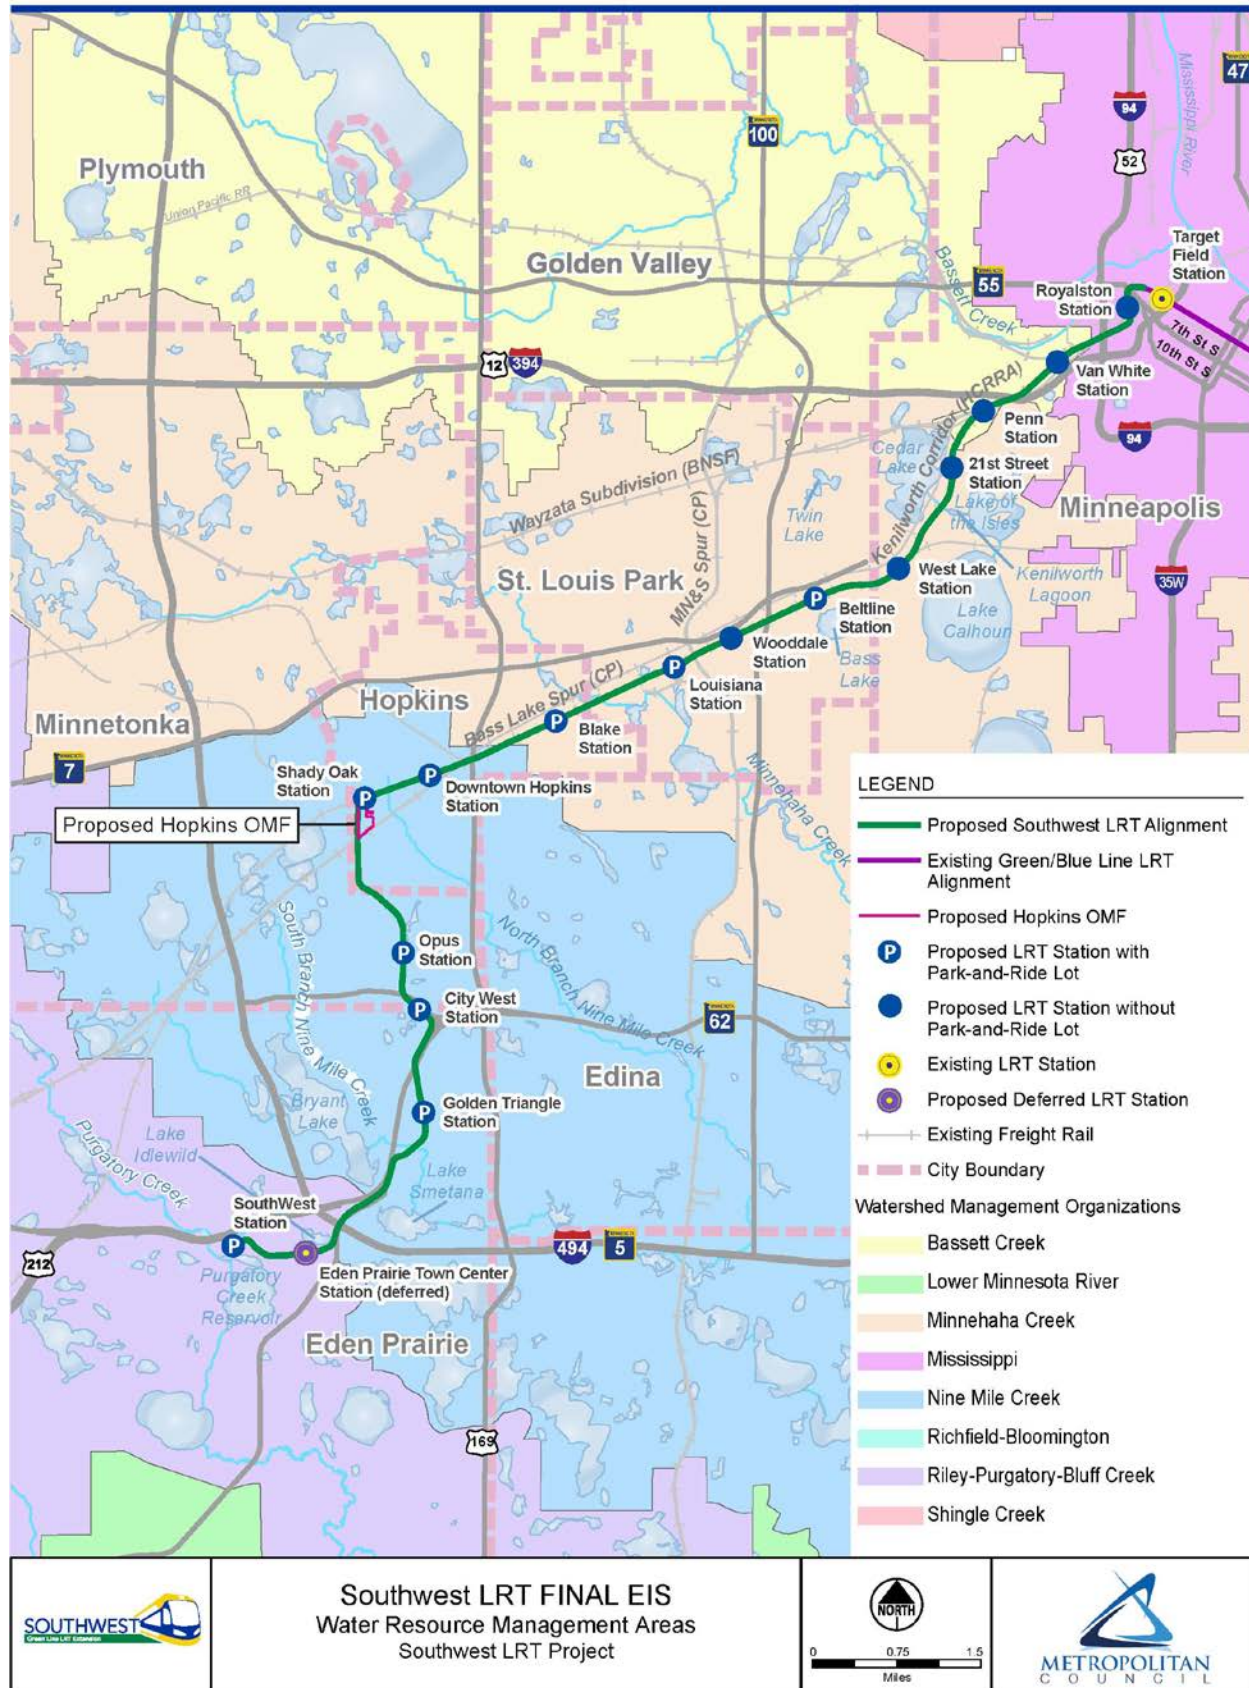 47
94
Mississippi River
100
52
Plymouth
Union Pacific RR
Target
Field
Station
Golden Valley
Bassett Creek
55
Royalston
Station
7th St S
10th St S
12
394
Van White
Station
Kenilworth Corridor (HCRRA)
Penn
Station
94
Cedar
Lake
21st Street
Station
Wayzata Subdivision (BNSF)
MN&S Spur (CP)
Lake of
the Isles
Minneapolis
Twin
Lake
St. Louis Park
West Lake
Station
Kenilworth
Lagoon
35W
Beltline
Station
Lake
Calhoun
Wooddale
Station
Bass
Lake
Louisiana
Station
Hopkins
Bass Lake Spur (CP)
Minnetonka
Blake
Station
7
Shady Oak
Station
Downtown Hopkins
Station
Minnehaha Creek
Proposed Hopkins OMF
South Branch Nine Mile Creek
North Branch Nine Mile Creek
Opus
Station
City West
Station
62
Edina
Bryant
Lake
Golden Triangle
Station
Purgatory Creek
Lake
Idlewild
Lake
Smetana
SouthWest
Station
494
5
212
Purgatory
Creek
Reservoir
Eden Prairie Town Center
Station (deferred)
Eden Prairie
169
LEGEND
Proposed Southwest LRT Alignment
Existing Green/Blue Line LRT
Alignment
Proposed Hopkins OMF
P Proposed LRT Station with
Park-and-Ride Lot
Proposed LRT Station without
Park-and-Ride Lot
Existing LRT Station
Proposed Deferred LRT Station
Existing Freight Rail
City Boundary
Watershed Management Organizations
Bassett Creek
Lower Minnesota River
Minnehaha Creek
Mississippi
Nine Mile Creek
Richfield-Bloomington
Riley-Purgatory-Bluff Creek
Shingle Creek
SOUTHWEST
Green Line LRT Extension
Southwest LRT FINAL EIS
Water Resource Management Areas
Southwest LRT Project
NORTH
0 0.75 1.5
Miles
METROPOLITAN
COUNCIL